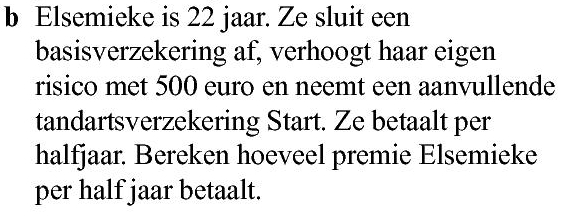 b Elsemieke is 22 jaar. Ze sluit een
basisverzekering af, verhoogt haar eigen
risico met 500 euro en neemt een aanvullende
tandartsverzekering Start. Ze betaalt per
halfjaar. Bereken hoeveel premie Elsemieke
per half jaar betaalt.